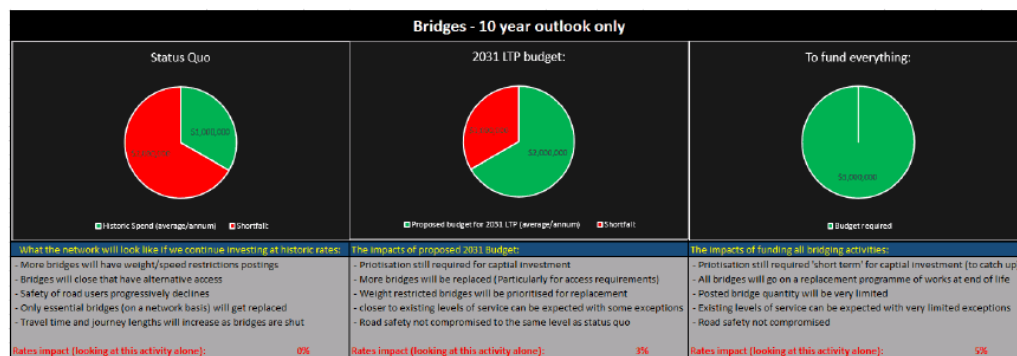 Bridges - 10 year outlook only
Status Quo
$1,000,000
Historic Spend (average/annum)
Shortfall
2031 LTP budget:
$2,000,000
Proposed budget for 2031 LTP (average/annum)
Shortfall
To fund everything:
$3,000,000
Budget required
What the network will look like if we continue investing at historic rates:
- More bridges will have weight/speed restrictions postings
- Bridges will close that have alternative access
- Safety of road users progressively declines
- Only essential bridges (on a network basis) will get replaced
- Travel time and journey lengths will increase as bridges are shut
Rates impact (looking at this activity alone): 0%
The impacts of proposed 2031 Budget:
- Priotisation still required for captial investment
- More bridges will be replaced (Particularly for access requirements)
- Weight restricted bridges will be prioritised for replacement
- closer to existing levels of service can be expected with some exceptions
- Road safety not compromised to the same level as status quo
Rates impact (looking at this activity alone): 3%
The impacts of funding all bridging activities:
- Priotisation still required 'short term' for captial investment (to catch up
- All bridges will go on a replacement programme of works at end of life
- Posted bridge quantity will be very limited
- Existing levels of service can be expected with very limited exceptions
- Road safety not compromised
Rates impact (looking at this activity alone): 5%